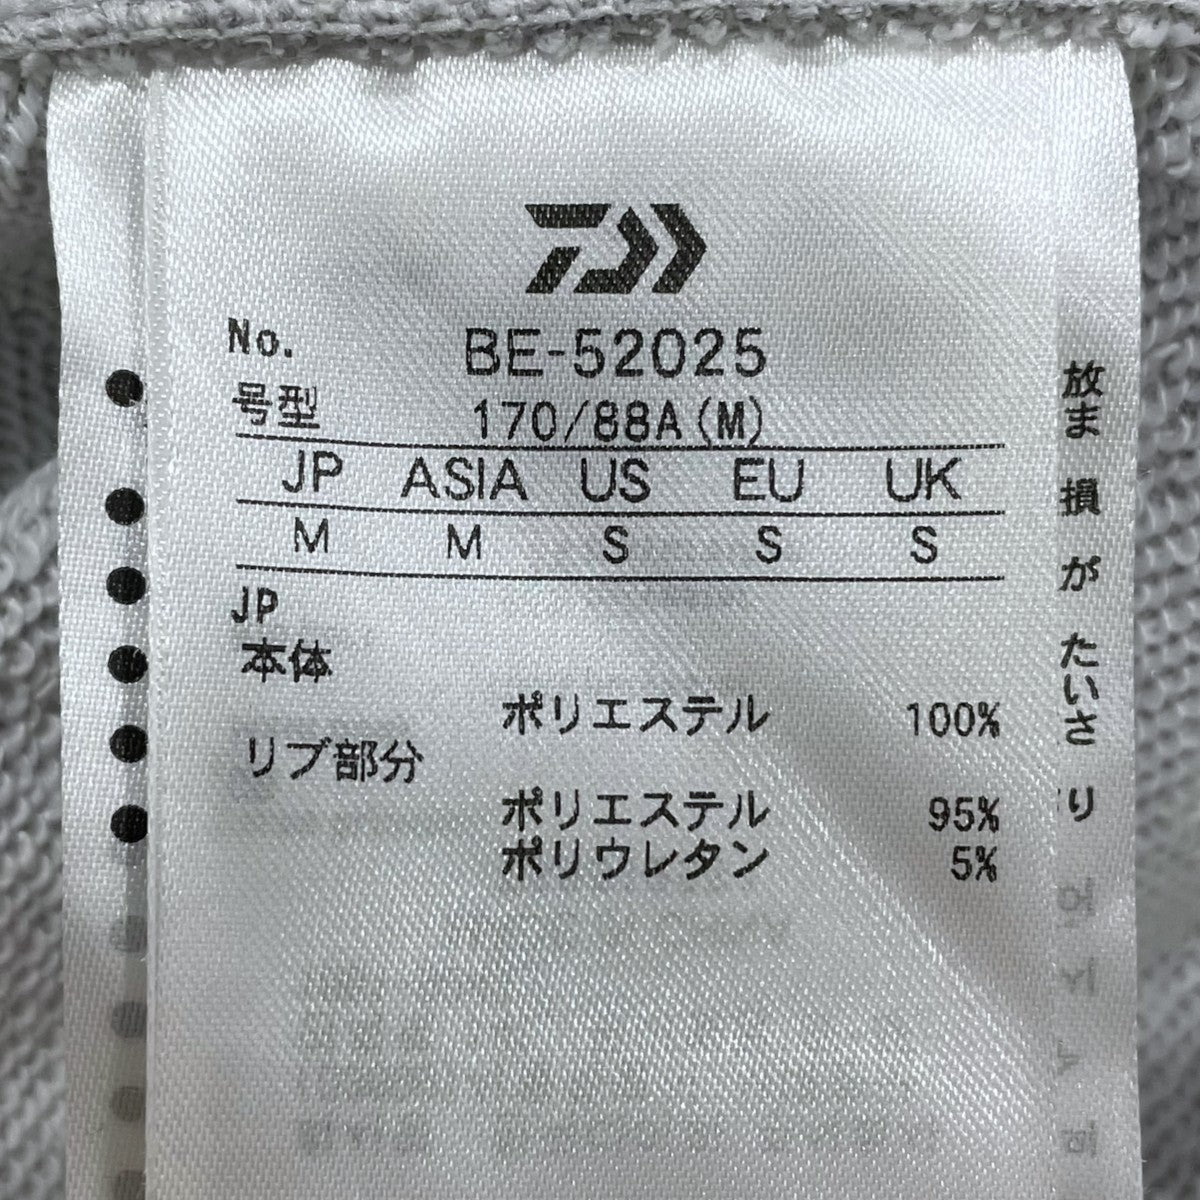 No. BE-52025
号型 170/88A(M)
JP ASIA US EU UK
M M S S S
JP
本体
ポリエステル 100%
リブ部分
ポリエステル 95%
ポリウレタン 5%
放ま
損
が
たいさ
り